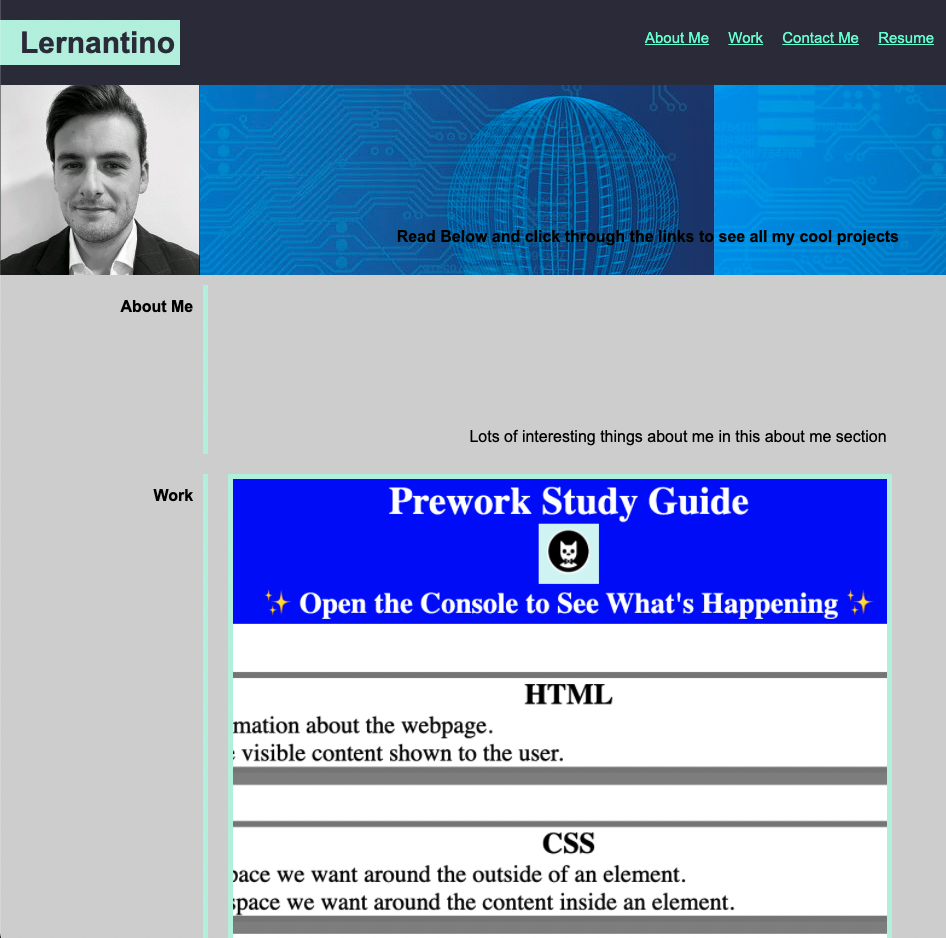 Lernantino
About Me Work Contact Me Resume
Read Below and click through the links to see all my cool projects
About Me
Lots of interesting things about me in this about me section
Work
Prework Study Guide
✨ Open the Console to See What's Happening ✨
HTML
mation about the webpage.
visible content shown to the user.
CSS
pace we want around the outside of an element.
space we want around the content inside an element.